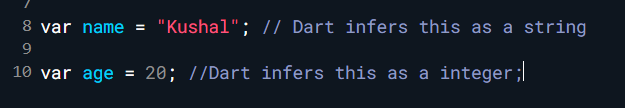 8 var name = "Kushal"; // Dart infers this as a string
9
10 var age = 20; //Dart infers this as a integer;